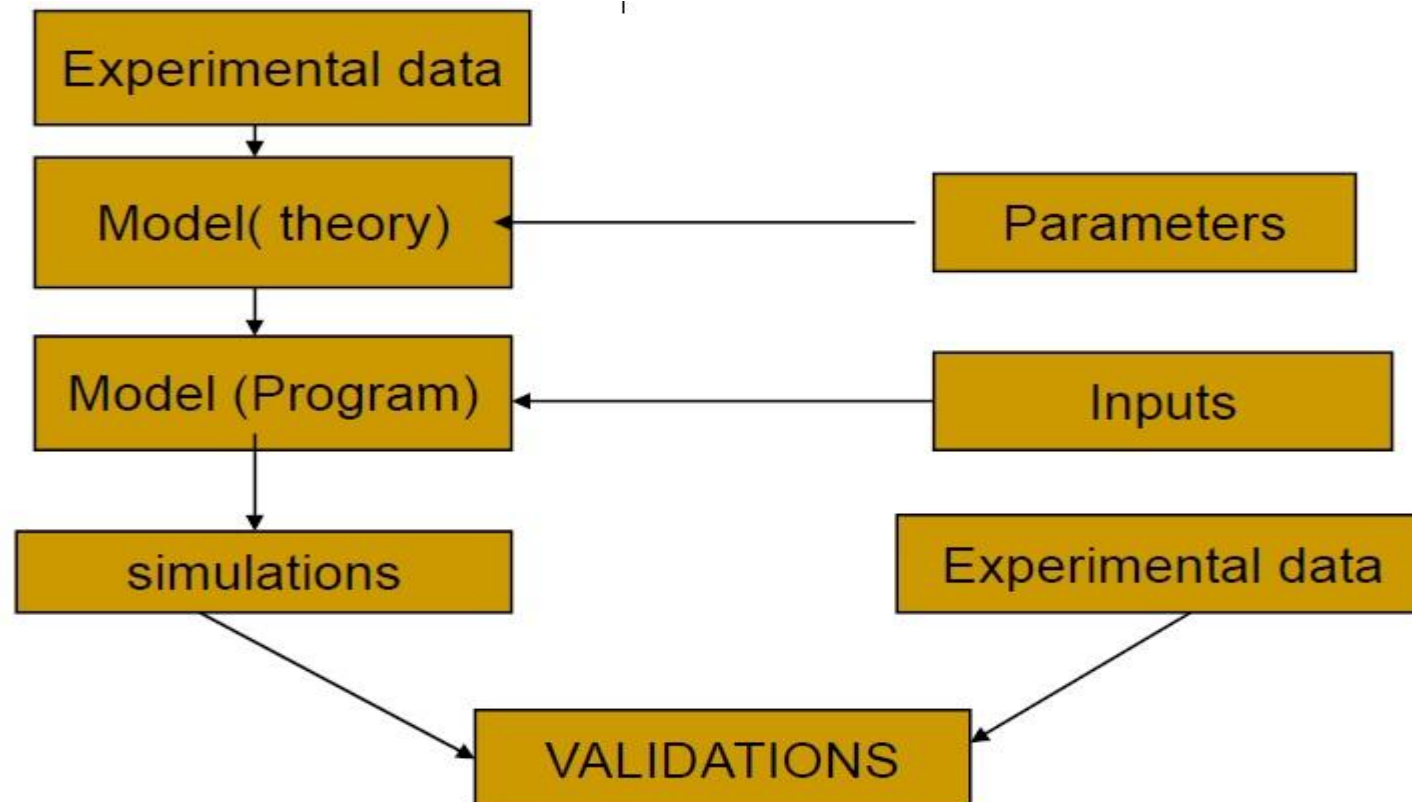 Experimental data
Model( theory)
Parameters
Model (Program)
Inputs
simulations
Experimental data
VALIDATIONS